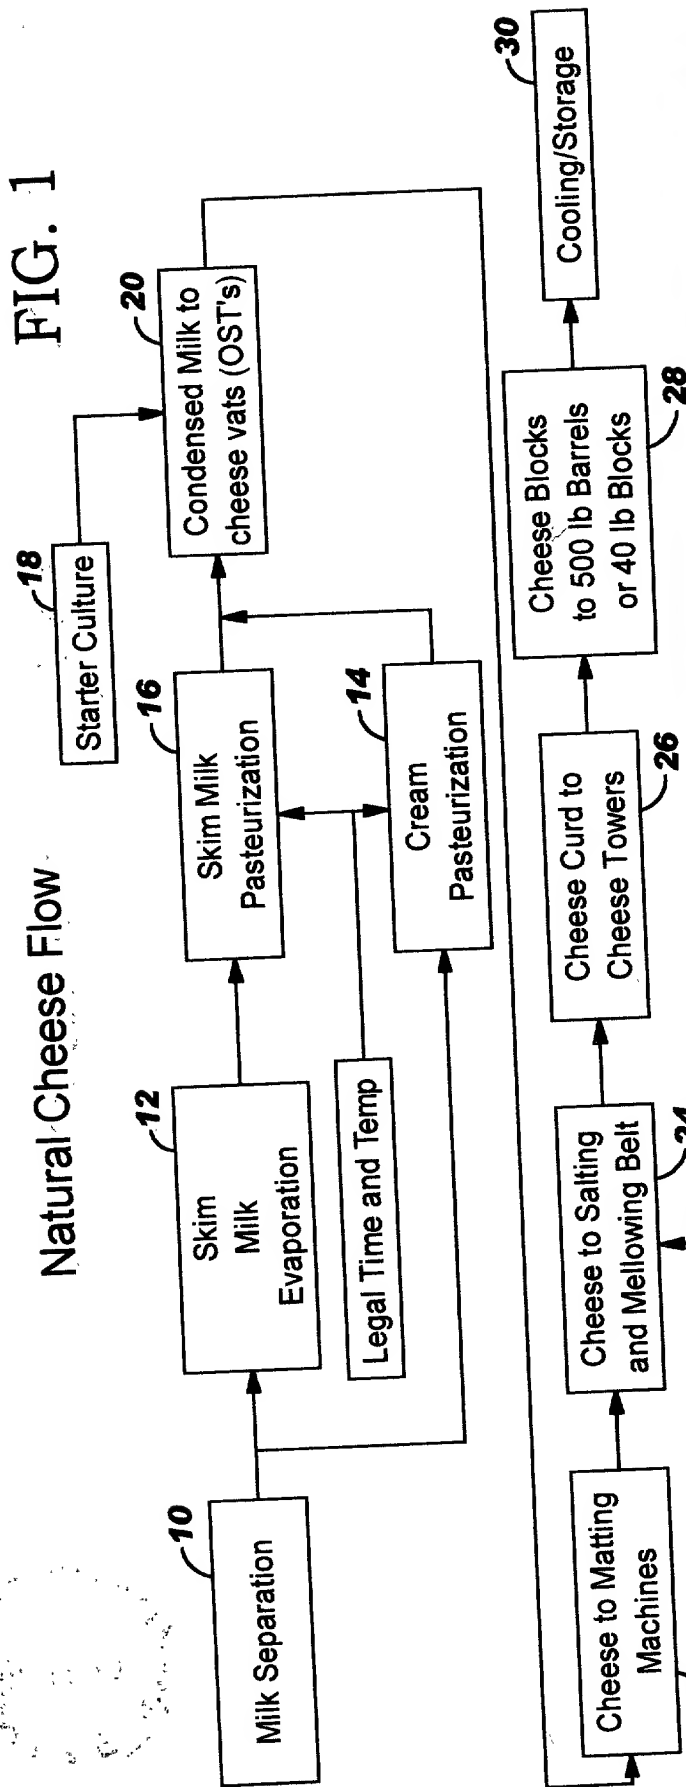 FIG. 1
Natural Cheese Flow
10
Milk Separation
12
Skim
Milk
Evaporation
Legal Time and Temp
16
Skim Milk
Pasteurization
14
Cream
Pasteurization
18
Starter Culture
20
Condensed Milk to
cheese vats (OST's)
Cheese to Matting
Machines
Cheese to Salting
and Mellowing Belt
24
Cheese Curd to
Cheese Towers
26
Cheese Blocks
to 500 lb Barrels
or 40 lb Blocks
28
Cooling/Storage
30